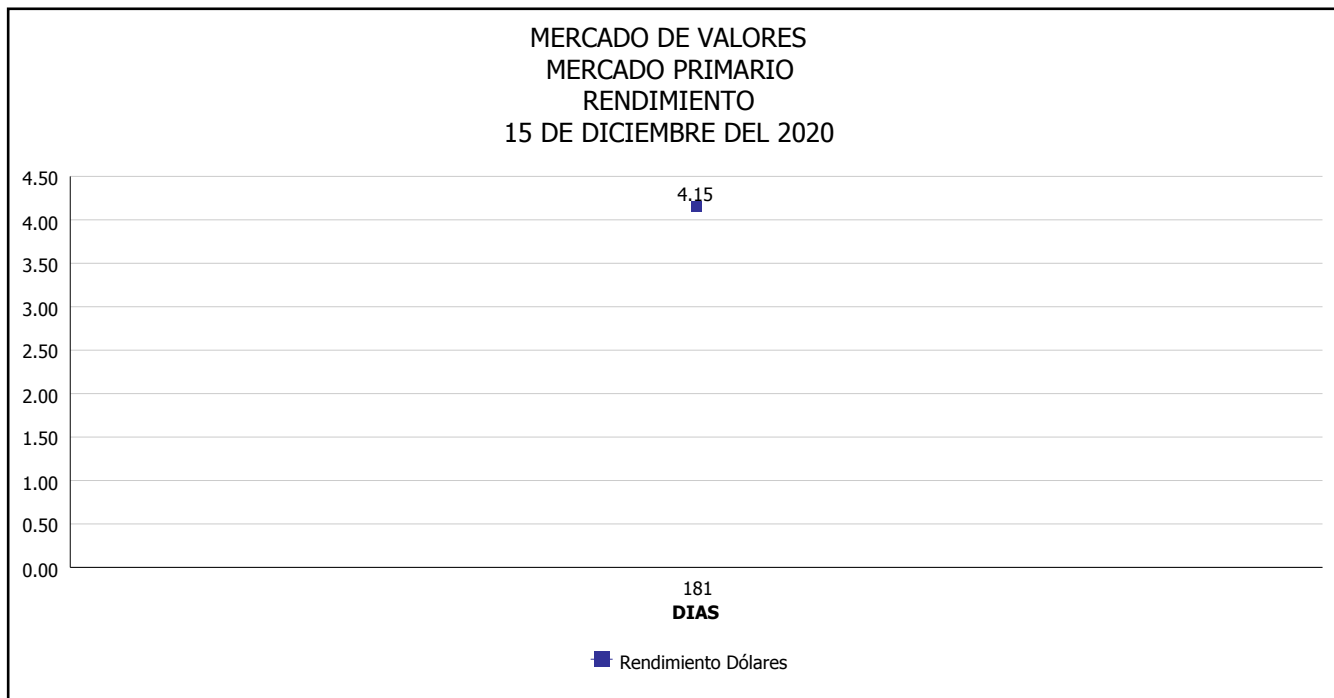 MERCADO DE VALORES
MERCADO PRIMARIO
RENDIMIENTO
15 DE DICIEMBRE DEL 2020
4.50
4.15
4.00
3.50
3.00
2.50
2.00
1.50
1.00
0.50
0.00
181
DIAS
Rendimiento Dólares